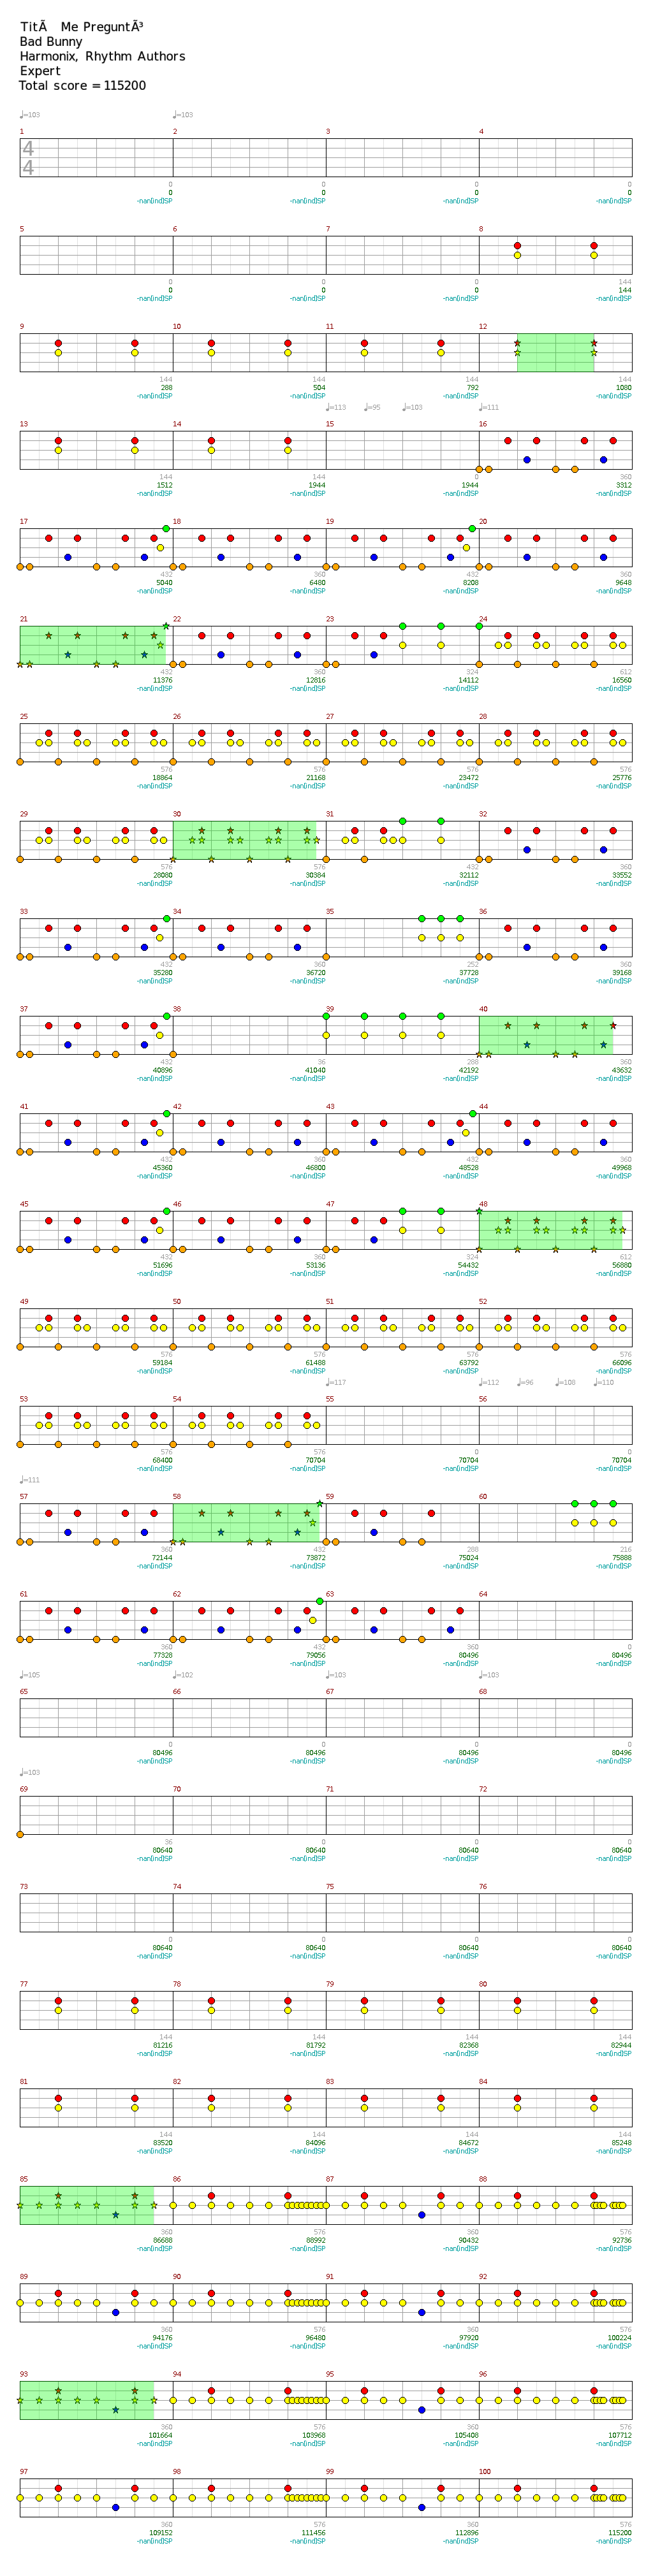 TitÃ­ Me PreguntÃ³
Bad Bunny
Harmonix, Rhythm Authors
Expert
Total score = 115200
♩=103 ♩=103
1 2 3 4
4
4
0 0 0 0
0 0 0 0
-nan[ind]SP -nan[ind]SP -nan[ind]SP -nan[ind]SP
5 6 7 8
0 0 0 144
0 0 0 144
-nan[ind]SP -nan[ind]SP -nan[ind]SP -nan[ind]SP
9 10 11 12
144 144 144 144
288 504 792 1080
-nan[ind]SP -nan[ind]SP -nan[ind]SP -nan[ind]SP
♩=113 ♩=95 ♩=103 ♩=111
13 14 15 16
144 144 0 360
1512 1944 1944 3312
-nan[ind]SP -nan[ind]SP -nan[ind]SP -nan[ind]SP
17 18 19 20
432 360 432 360
5040 6480 8208 9648
-nan[ind]SP -nan[ind]SP -nan[ind]SP -nan[ind]SP
21 22 23 24
432 360 324 612
11376 12816 14112 16560
-nan[ind]SP -nan[ind]SP -nan[ind]SP -nan[ind]SP
25 26 27 28
576 576 576 576
18864 21168 23472 25776
-nan[ind]SP -nan[ind]SP -nan[ind]SP -nan[ind]SP
29 30 31 32
576 576 432 360
28080 30384 32112 33552
-nan[ind]SP -nan[ind]SP -nan[ind]SP -nan[ind]SP
33 34 35 36
432 360 252 360
35280 36720 37728 39168
-nan[ind]SP -nan[ind]SP -nan[ind]SP -nan[ind]SP
37 38 39 40
432 36 288 360
40896 41040 42192 43632
-nan[ind]SP -nan[ind]SP -nan[ind]SP -nan[ind]SP
41 42 43 44
432 360 432 360
45360 46800 48528 49968
-nan[ind]SP -nan[ind]SP -nan[ind]SP -nan[ind]SP
45 46 47 48
432 360 324 612
51696 53136 54432 56880
-nan[ind]SP -nan[ind]SP -nan[ind]SP -nan[ind]SP
49 50 51 52
576 576 576 576
59184 61488 63792 66096
-nan[ind]SP -nan[ind]SP -nan[ind]SP -nan[ind]SP
♩=117 ♩=112 ♩=96 ♩=108 ♩=110
53 54 55 56
576 576 0 0
68400 70704 70704 70704
-nan[ind]SP -nan[ind]SP -nan[ind]SP -nan[ind]SP
♩=111
57 58 59 60
360 432 288 216
72144 73872 75024 75888
-nan[ind]SP -nan[ind]SP -nan[ind]SP -nan[ind]SP
61 62 63 64
360 432 360 0
77328 79056 80496 80496
-nan[ind]SP -nan[ind]SP -nan[ind]SP -nan[ind]SP
♩=105 ♩=102 ♩=103 ♩=103
65 66 67 68
0 0 0 0
80496 80496 80496 80496
-nan[ind]SP -nan[ind]SP -nan[ind]SP -nan[ind]SP
♩=103
69 70 71 72
36 0 0 0
80640 80640 80640 80640
-nan[ind]SP -nan[ind]SP -nan[ind]SP -nan[ind]SP
73 74 75 76
0 0 0 0
80640 80640 80640 80640
-nan[ind]SP -nan[ind]SP -nan[ind]SP -nan[ind]SP
77 78 79 80
144 144 144 144
81216 81792 82368 82944
-nan[ind]SP -nan[ind]SP -nan[ind]SP -nan[ind]SP
81 82 83 84
144 144 144 144
83520 84096 84672 85248
-nan[ind]SP -nan[ind]SP -nan[ind]SP -nan[ind]SP
85 86 87 88
360 576 360 576
86688 88992 90432 92736
-nan[ind]SP -nan[ind]SP -nan[ind]SP -nan[ind]SP
89 90 91 92
360 576 360 576
94176 96480 97920 100224
-nan[ind]SP -nan[ind]SP -nan[ind]SP -nan[ind]SP
93 94 95 96
360 576 360 576
101664 103968 105408 107712
-nan[ind]SP -nan[ind]SP -nan[ind]SP -nan[ind]SP
97 98 99 100
360 576 360 576
109152 111456 112896 115200
-nan[ind]SP -nan[ind]SP -nan[ind]SP -nan[ind]SP